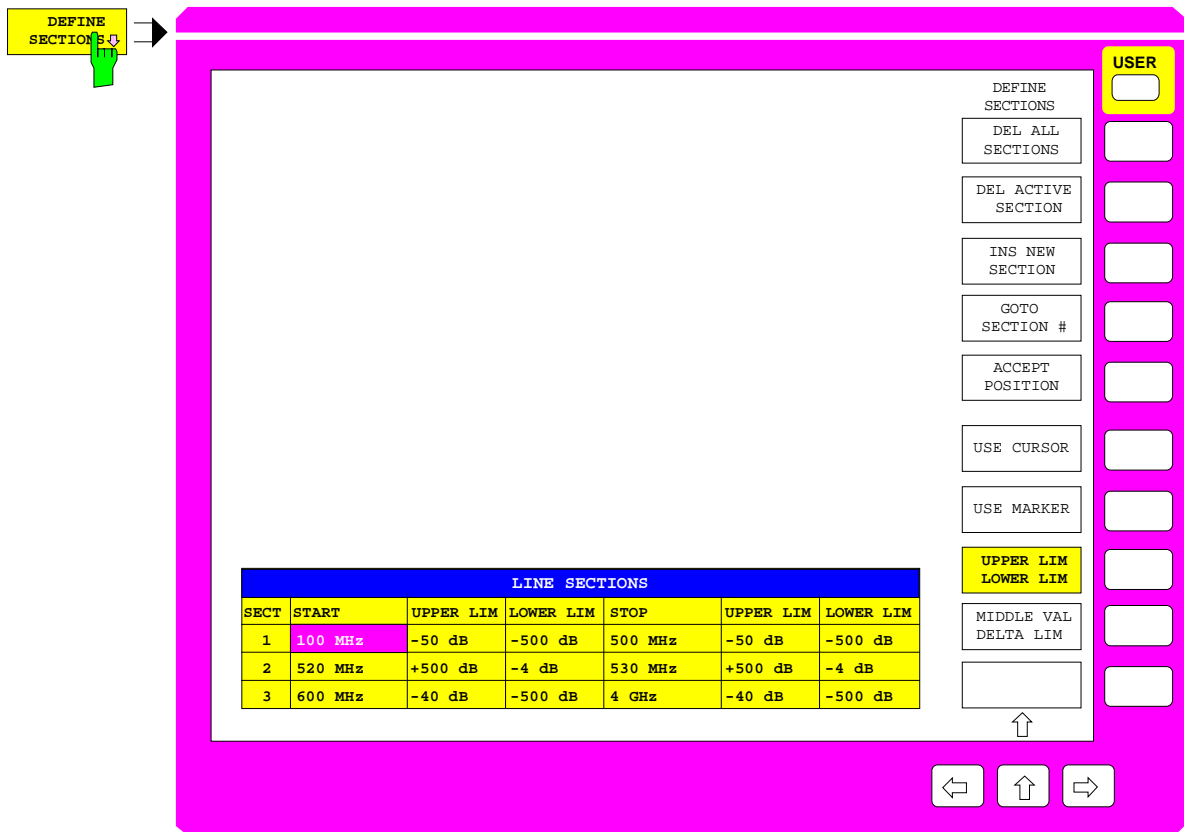 DEFINE
SECTIONS
USER
DEFINE
SECTIONS
DEL ALL
SECTIONS
DEL ACTIVE
SECTION
INS NEW
SECTION
GOTO
SECTION #
ACCEPT
POSITION
USE CURSOR
USE MARKER
UPPER LIM
LOWER LIM
MIDDLE VAL
DELTA LIM
LINE SECTIONS
SECT START UPPER LIM LOWER LIM STOP UPPER LIM LOWER LIM
1 100 MHz -50 dB -500 dB 500 MHz -50 dB -500 dB
2 520 MHz +500 dB -4 dB 530 MHz +500 dB -4 dB
3 600 MHz -40 dB -500 dB 4 GHz -40 dB -500 dB